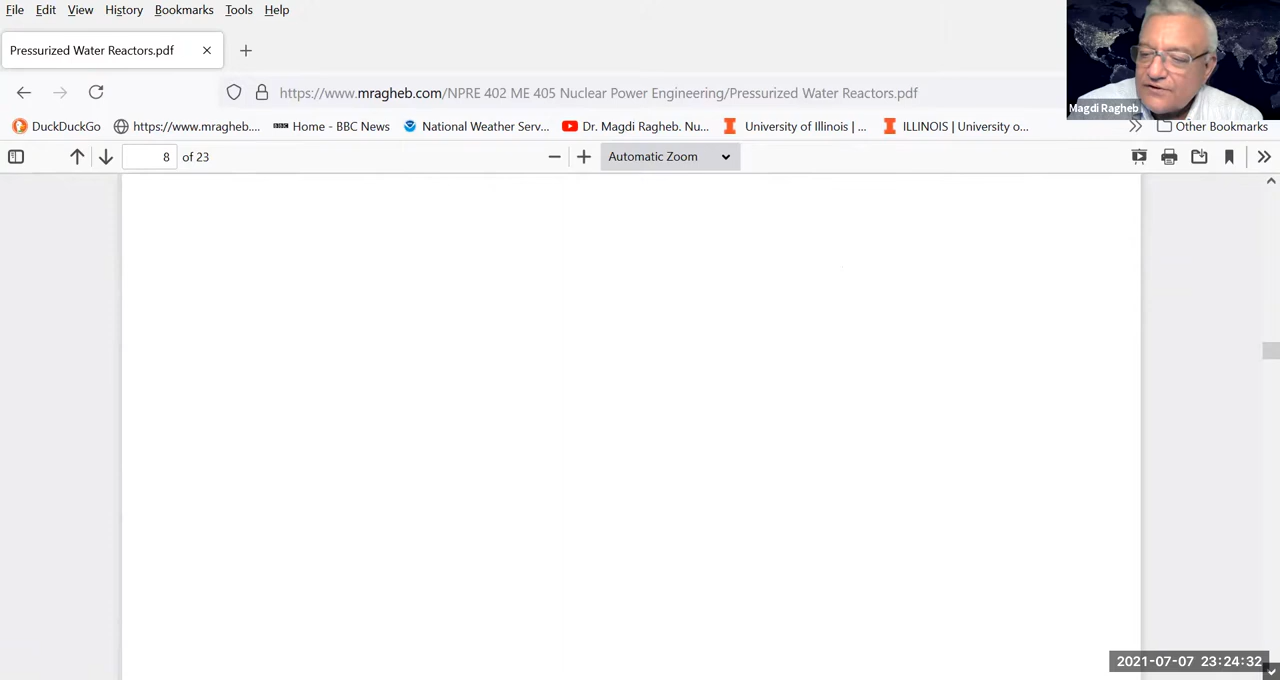 File Edit View History Bookmarks Tools Help
Pressurized Water Reactors.pdf
https://www.mragheb.com/NPRE 402 ME 405 Nuclear Power Engineering/Pressurized Water Reactors.pdf
Magdi Ragheb
DuckDuckGo https://www.mragheb.... BBC Home - BBC News National Weather Serv... Dr. Magdi Ragheb. Nu... University of Illinois | ... ILLINOIS | University o... Other Bookmarks
8 of 23 Automatic Zoom
2021-07-07 23:24:32